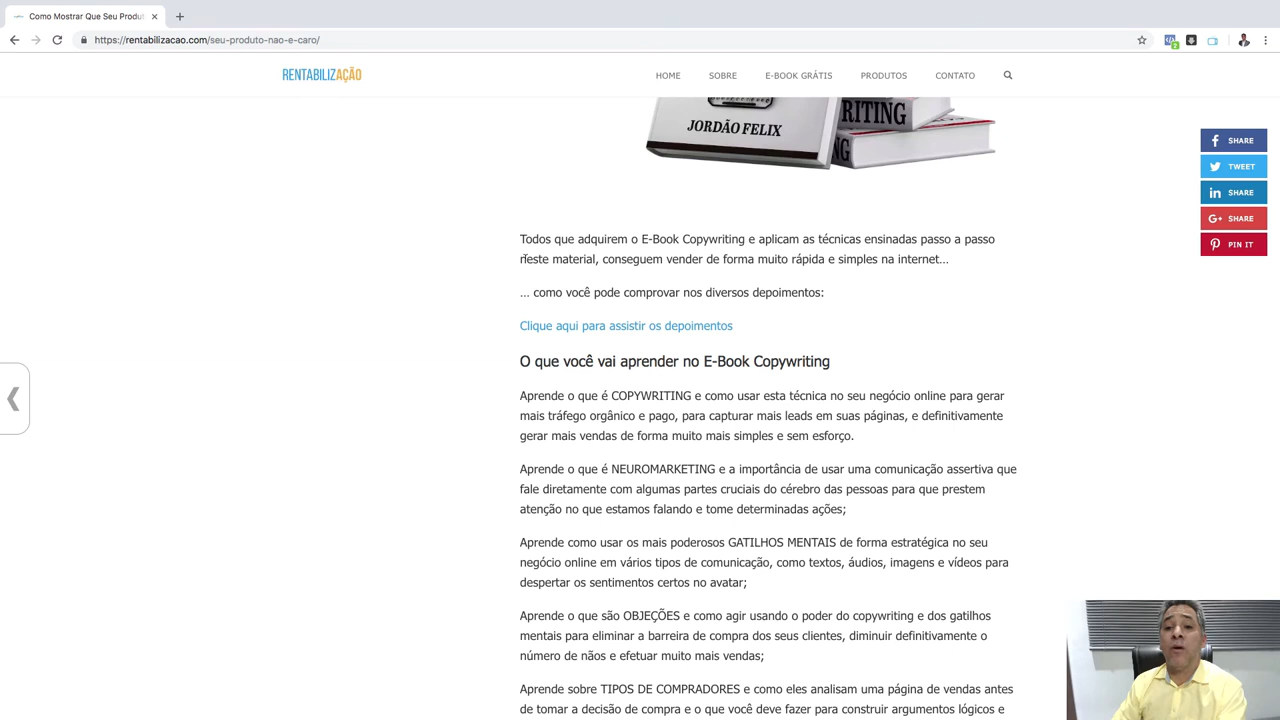 Como Mostrar Que Seu Produt
https://rentabilizacao.com/seu-produto-nao-e-caro/
RENTABILIZAÇÃO
HOME
SOBRE
E-BOOK GRÁTIS
PRODUTOS
CONTATO
JORDÃO FELIX
RITING
NG
SHARE
TWEET
SHARE
SHARE
PIN IT
Todos que adquirem o E-Book Copywriting e aplicam as técnicas ensinadas passo a passo
neste material, conseguem vender de forma muito rápida e simples na internet…
… como você pode comprovar nos diversos depoimentos:
Clique aqui para assistir os depoimentos
O que você vai aprender no E-Book Copywriting
Aprende o que é COPYWRITING e como usar esta técnica no seu negócio online para gerar
mais tráfego orgânico e pago, para capturar mais leads em suas páginas, e definitivamente
gerar mais vendas de forma muito mais simples e sem esforço.
Aprende o que é NEUROMARKETING e a importância de usar uma comunicação assertiva que
fale diretamente com algumas partes cruciais do cérebro das pessoas para que prestem
atenção no que estamos falando e tome determinadas ações;
Aprende como usar os mais poderosos GATILHOS MENTAIS de forma estratégica no seu
negócio online em vários tipos de comunicação, como textos, áudios, imagens e vídeos para
despertar os sentimentos certos no avatar;
Aprende o que são OBJEÇÕES e como agir usando o poder do copywriting e dos gatilhos
mentais para eliminar a barreira de compra dos seus clientes, diminuir definitivamente o
número de nãos e efetuar muito mais vendas;
Aprende sobre TIPOS DE COMPRADORES e como eles analisam uma página de vendas antes
de tomar a decisão de compra e o que você deve fazer para construir argumentos lógicos e